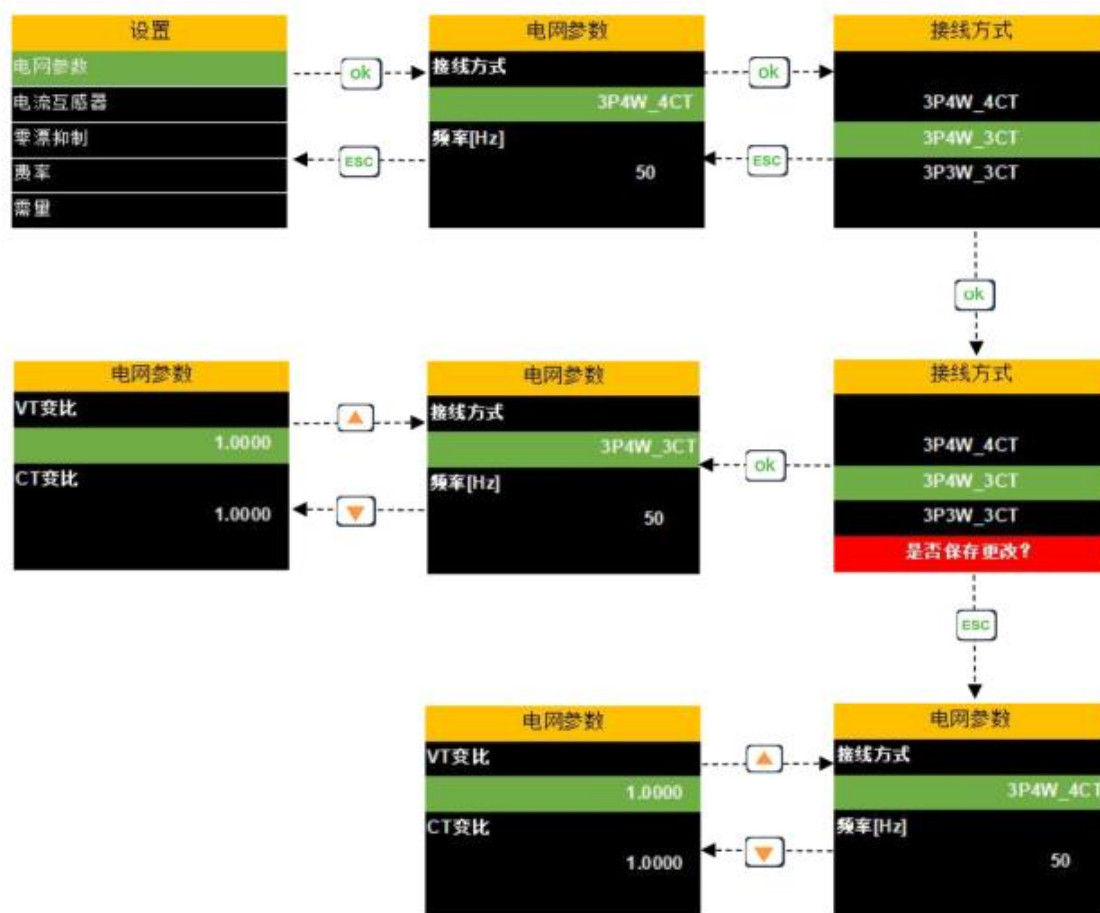 设置
电网参数
电流互感器
零漂抑制
费率
需量
ok
ESC
电网参数
接线方式
3P4W_4CT
频率[Hz]
50
ok
ESC
接线方式
3P4W_4CT
3P4W_3CT
3P3W_3CT
ok
电网参数
VT变比
1.0000
CT变比
1.0000
电网参数
接线方式
3P4W_3CT
频率[Hz]
50
ok
接线方式
3P4W_4CT
3P4W_3CT
3P3W_3CT
是否保存更改?
ESC
电网参数
VT变比
1.0000
CT变比
1.0000
电网参数
接线方式
3P4W_4CT
频率[Hz]
50